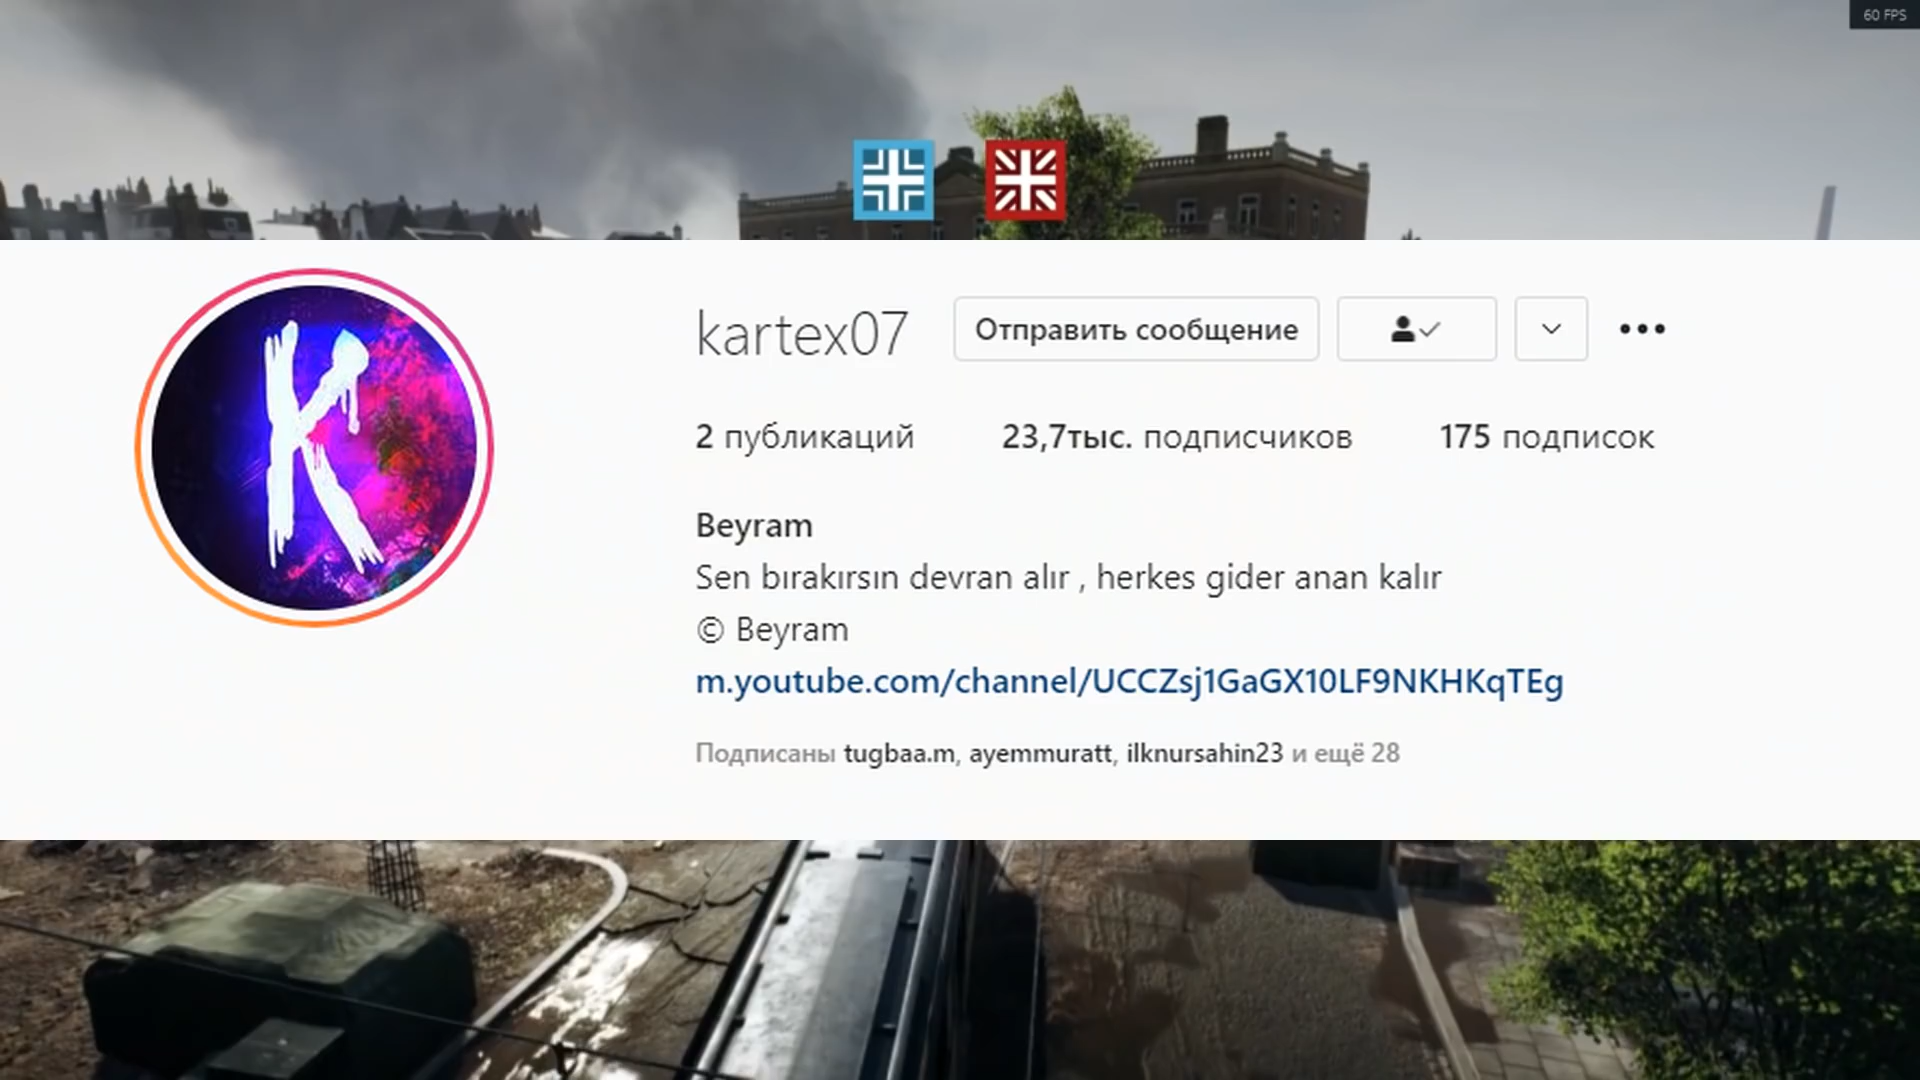 60 FPS
kartex07 Отправить сообщение
2 публикаций 23,7тыс. подписчиков 175 подписок
Beyram
Sen bırakırsın devran alır , herkes gider anan kalır
© Beyram
m.youtube.com/channel/UCCZsj1GaGX10LF9NKHKqTEg
Подписаны tugbaa.m, ayemmuratt, ilknursahin23 и ещё 28